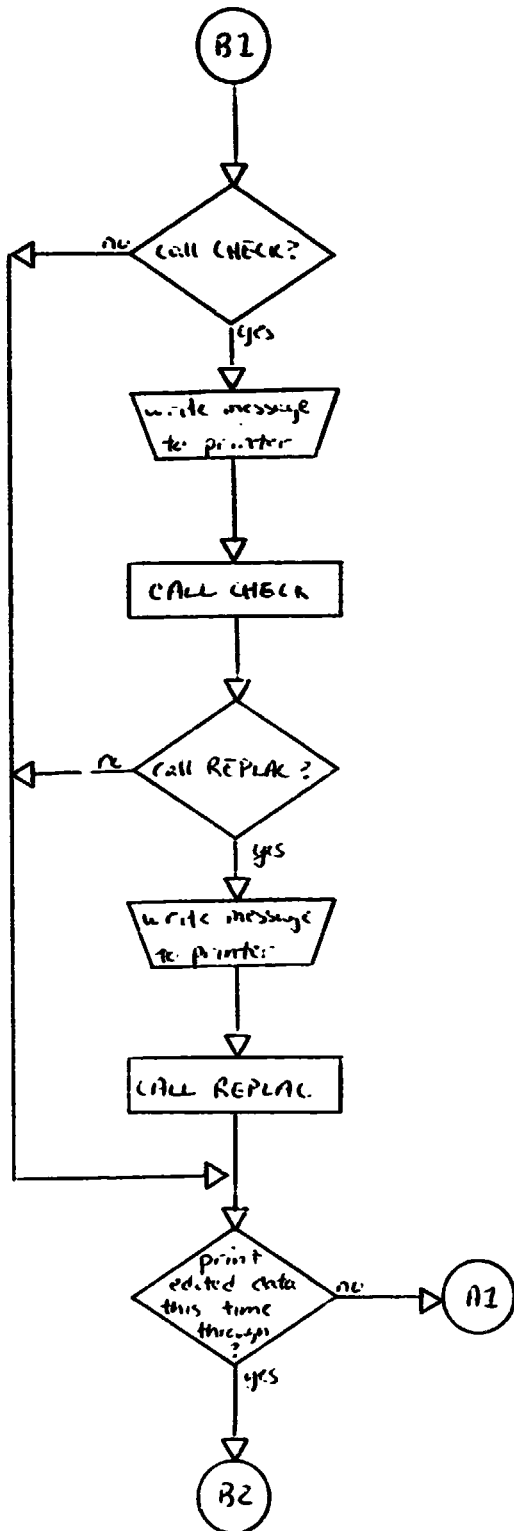 B1
Call CHECK?
no
yes
write message
to printer
CALL CHECK
Call REPLAC?
no
yes
write message
to printer
CALL REPLAC
print
edited data
this time
through
?
no
A1
yes
B2